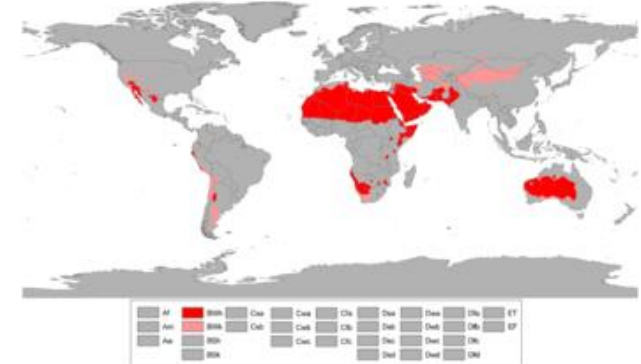 Af BWh Csa Cwa Cfa Dsa Dwa Dfa ET
Am BWk Csb Cwb Cfb Dsb Dwb Dfb EF
Aw BSh Cwc Cfc Dsc Dwc Dfc
BSk Dsd Dwd Dfd